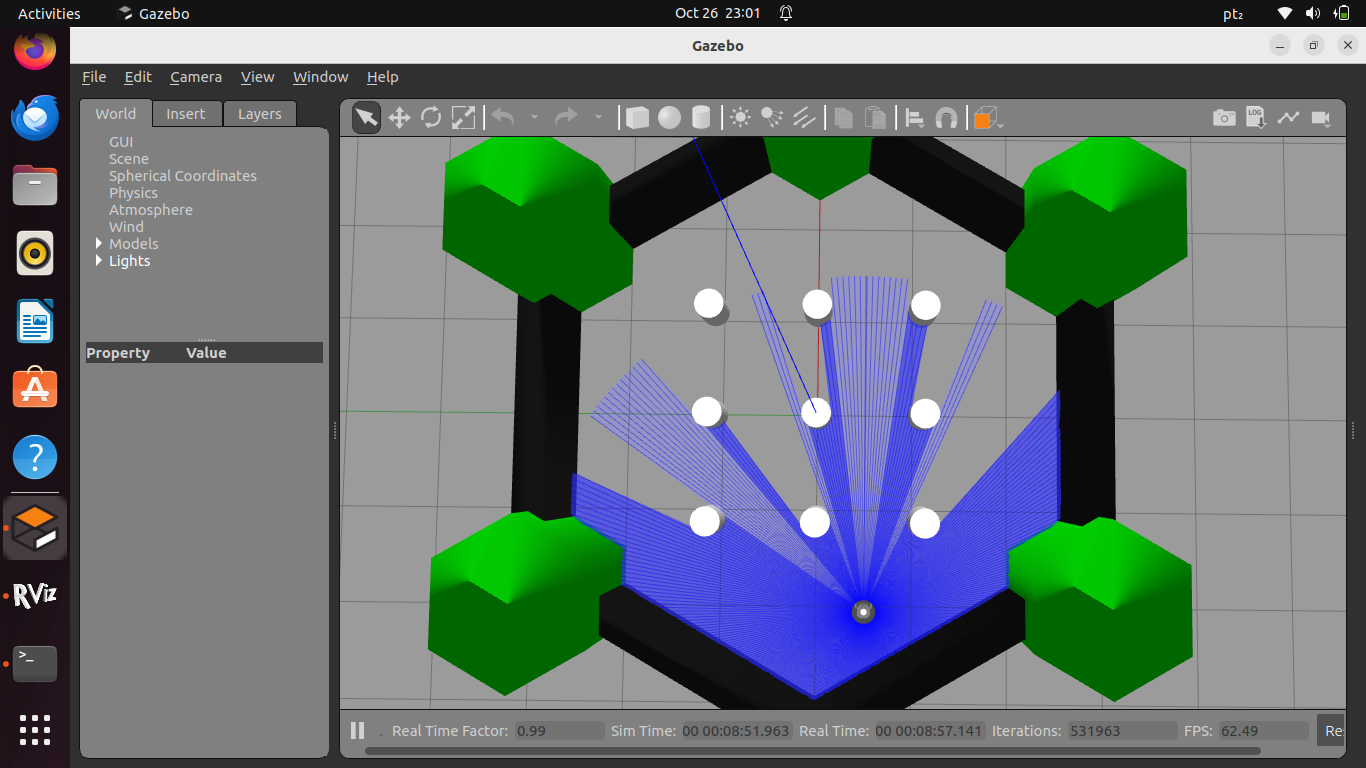 Activities Gazebo Oct 26 23:01 pt₂
Gazebo
File Edit Camera View Window Help
World Insert Layers
LOG
GUI
Scene
Spherical Coordinates
Physics
Atmosphere
Wind
Models
Lights
Property Value
RViz
>_
Real Time Factor: 0.99 Sim Time: 00 00:08:51.963 Real Time: 00 00:08:57.141 Iterations: 531963 FPS: 62.49 Re